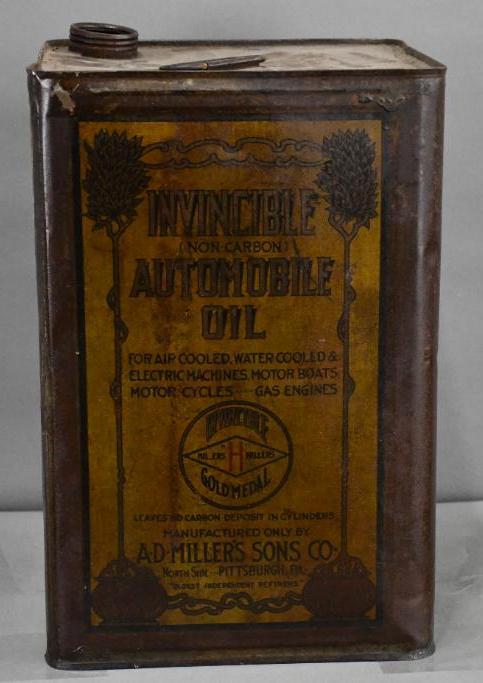 INVINCIBLE
(NON-CARBON)
AUTOMOBILE
OIL
FOR AIR COOLED, WATER COOLED &
ELECTRIC MACHINES, MOTOR BOATS
MOTOR CYCLES --- GAS ENGINES
INVINCIBLE
MILLERS H MILLERS
GOLD MEDAL
LEAVES NO CARBON DEPOSIT IN CYLINDERS
MANUFACTURED ONLY BY
A·D·MILLER'S SONS CO·
NORTH SIDE -- PITTSBURGH, PA.
"OLDEST INDEPENDENT REFINERS"